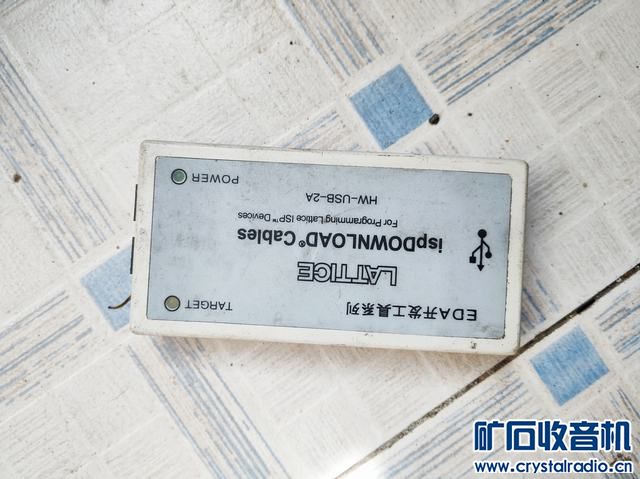 EDA开发工具系列
TARGET
LATTICE
ispDOWNLOAD® Cables
For Programming Lattice ISP™ Devices
HW-USB-2A
POWER
矿石收音机
www.crystalradio.cn